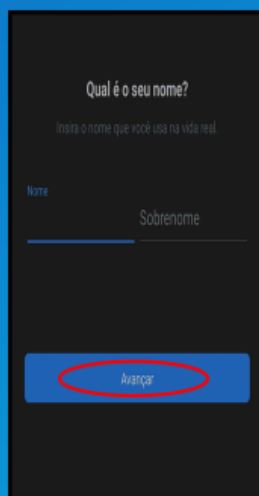 Qual é o seu nome?
Insira o nome que você usa na vida real.
Nome
Sobrenome
Avançar